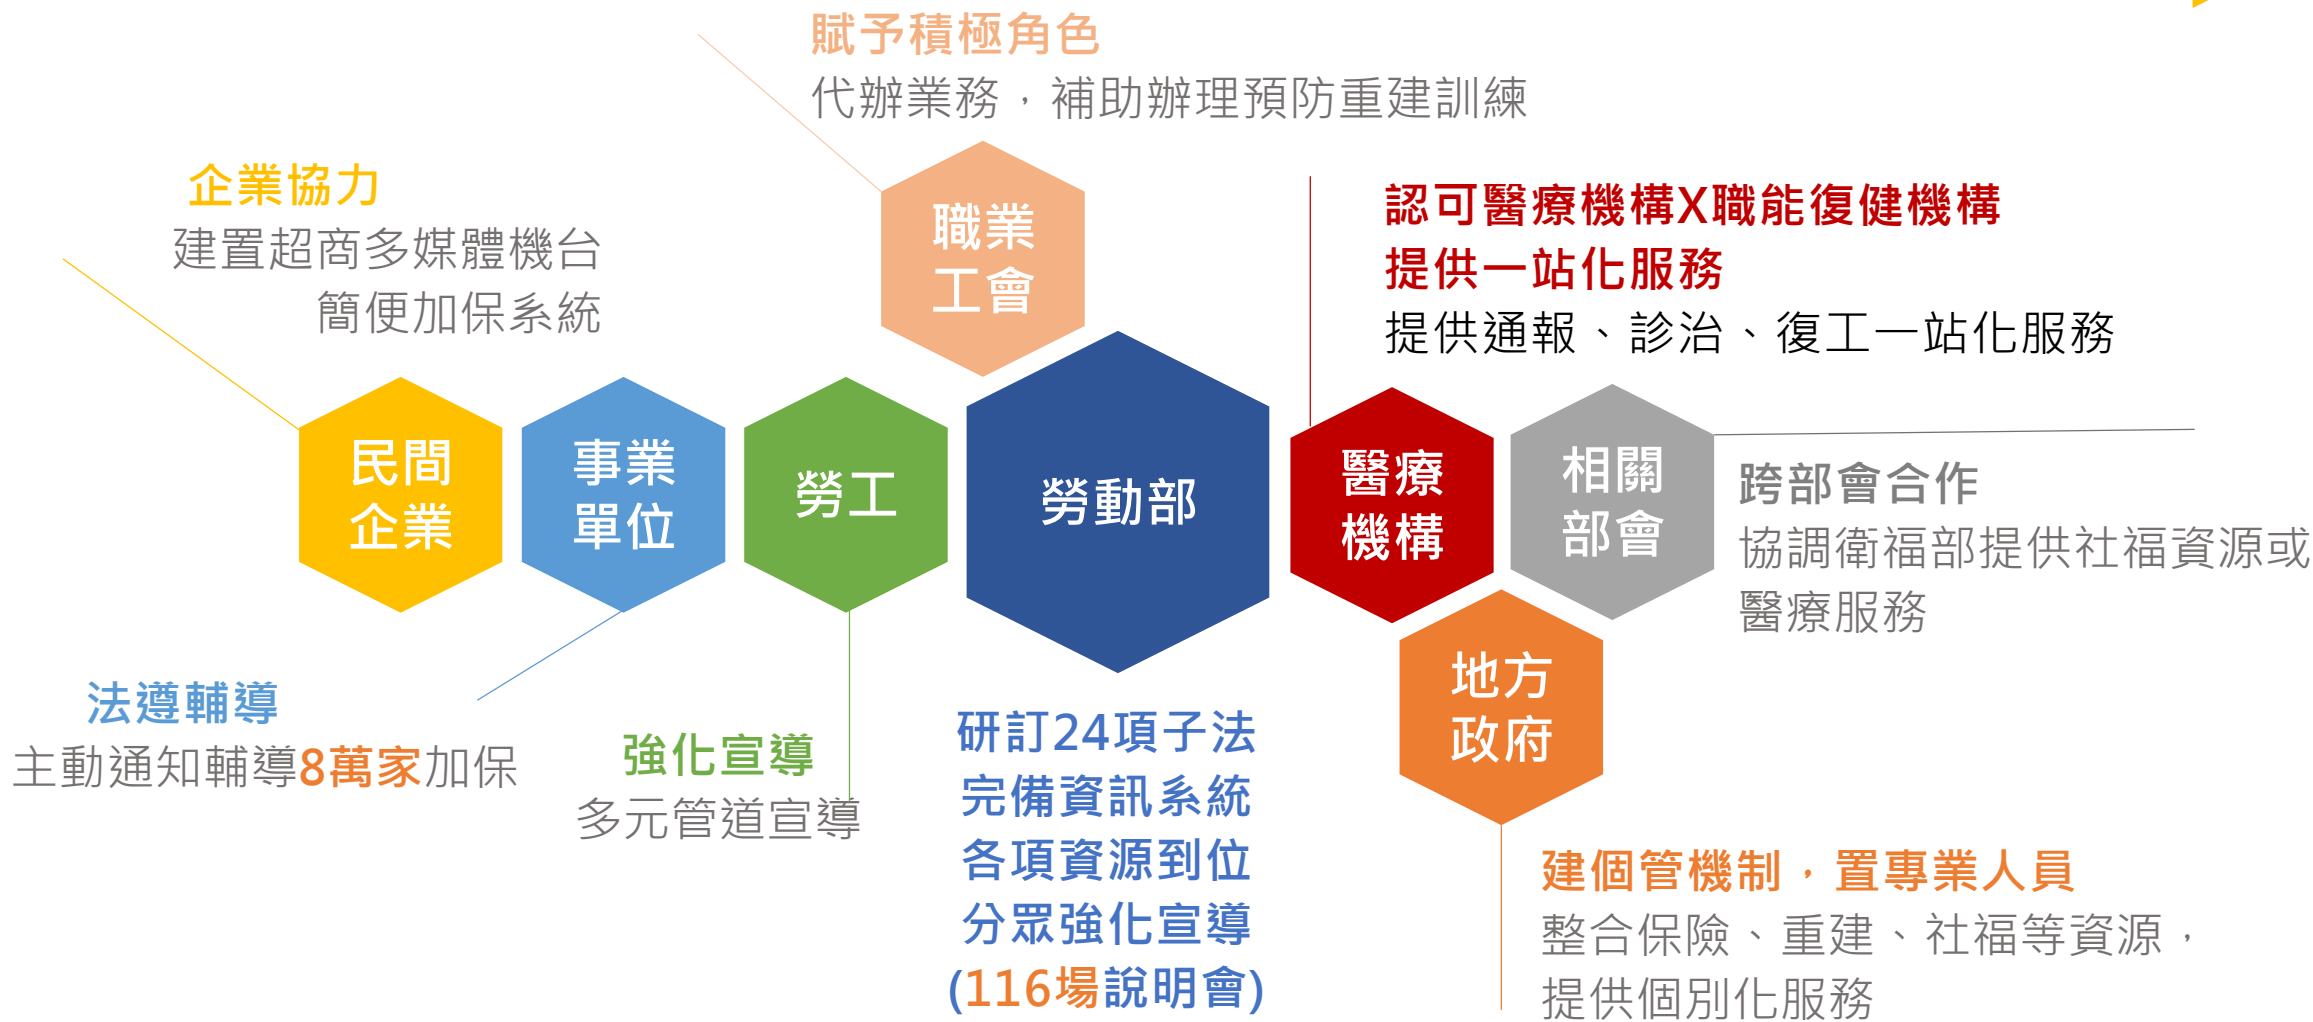 賦予積極角色
代辦業務，補助辦理預防重建訓練
職業
工會
企業協力
建置超商多媒體機台
簡便加保系統
認可醫療機構X職能復健機構
提供一站化服務
提供通報、診治、復工一站化服務
民間
企業
事業
單位
勞工
勞動部
醫療
機構
相關
部會
跨部會合作
協調衛福部提供社福資源或
醫療服務
地方
政府
法遵輔導
主動通知輔導8萬家加保
強化宣導
多元管道宣導
研訂24項子法
完備資訊系統
各項資源到位
分眾強化宣導
(116場說明會)
建個管機制，置專業人員
整合保險、重建、社福等資源，
提供個別化服務